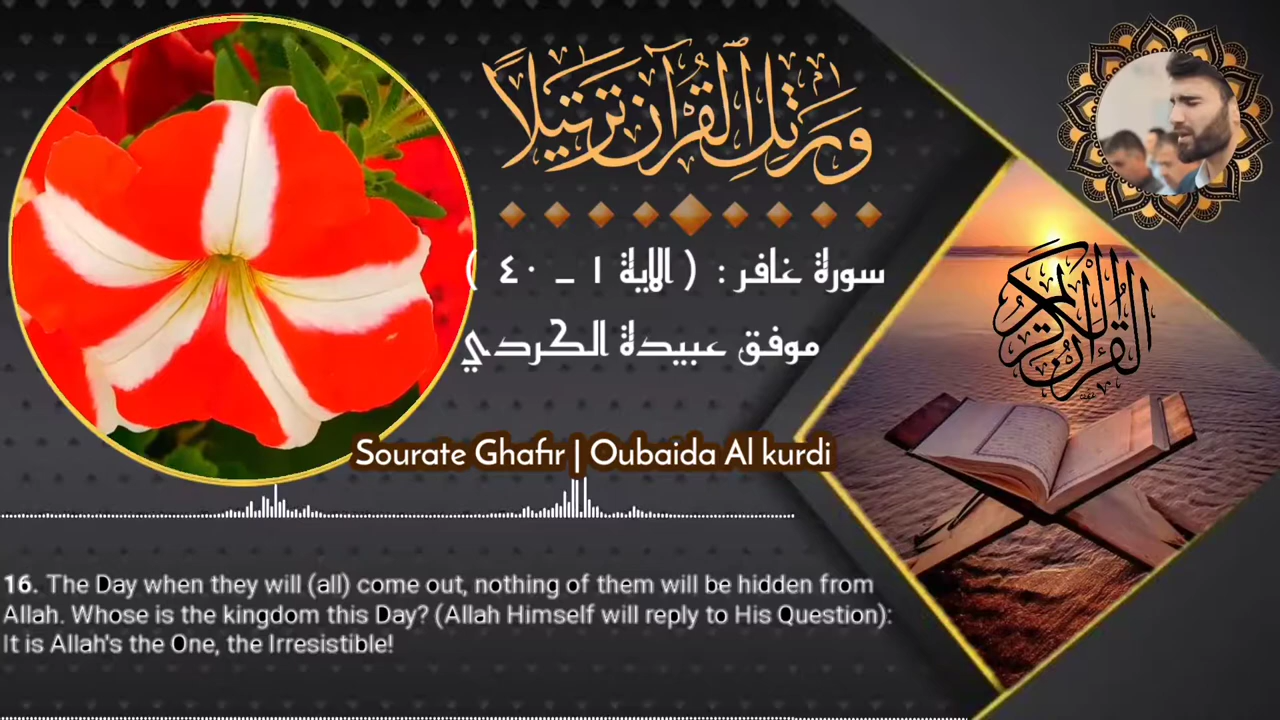 ورتل القرآن ترتيلاً
سورة غافر : ( الاية ١ - ٤٠ )
موفق عبيدة الكردي
القرآن الكريم
Sourate Ghafir | Oubaida Al kurdi
16. The Day when they will (all) come out, nothing of them will be hidden from
Allah. Whose is the kingdom this Day? (Allah Himself will reply to His Question):
It is Allah's the One, the Irresistible!